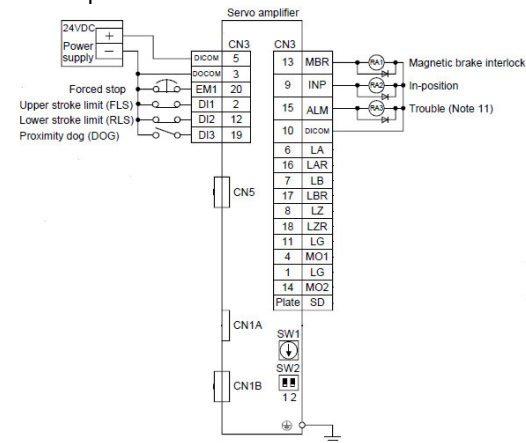 Servo amplifier
24VDC
Power
supply
+
−
CN3
DICOM 5
DOCOM 3
Forced stop EM1 20
Upper stroke limit (FLS) DI1 2
Lower stroke limit (RLS) DI2 12
Proximity dog (DOG) DI3 19
CN5
CN1A
CN1B
CN3
13 MBR RA1 Magnetic brake interlock
9 INP RA2 In-position
15 ALM RA3 Trouble (Note 11)
10 DICOM
6 LA
16 LAR
7 LB
17 LBR
8 LZ
18 LZR
11 LG
4 MO1
1 LG
14 MO2
Plate SD
SW1
SW2
1 2